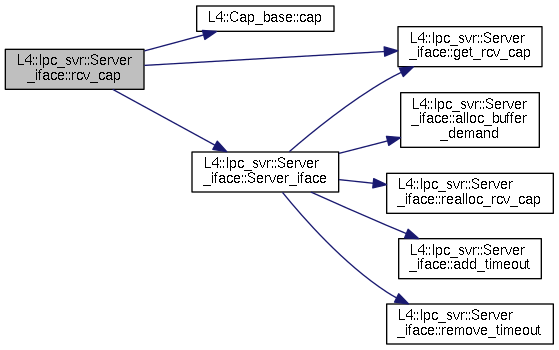 L4::Ipc_svr::Server
_iface::rcv_cap
L4::Cap_base::cap
L4::Ipc_svr::Server
_iface::get_rcv_cap
L4::Ipc_svr::Server
_iface::Server_iface
L4::Ipc_svr::Server
_iface::alloc_buffer
_demand
L4::Ipc_svr::Server
_iface::realloc_rcv_cap
L4::Ipc_svr::Server
_iface::add_timeout
L4::Ipc_svr::Server
_iface::remove_timeout